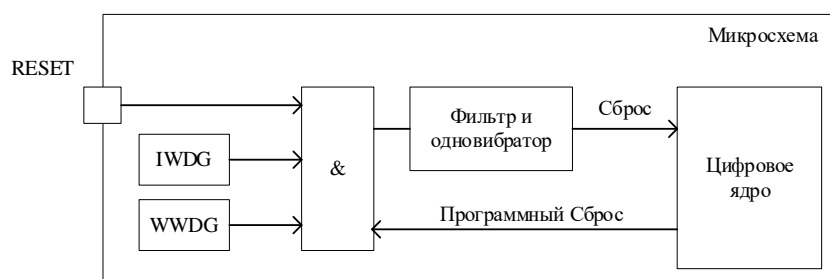 Микросхема
RESET
Фильтр и
одновибратор
Сброс
IWDG
&
Цифровое
ядро
WWDG
Программный Сброс